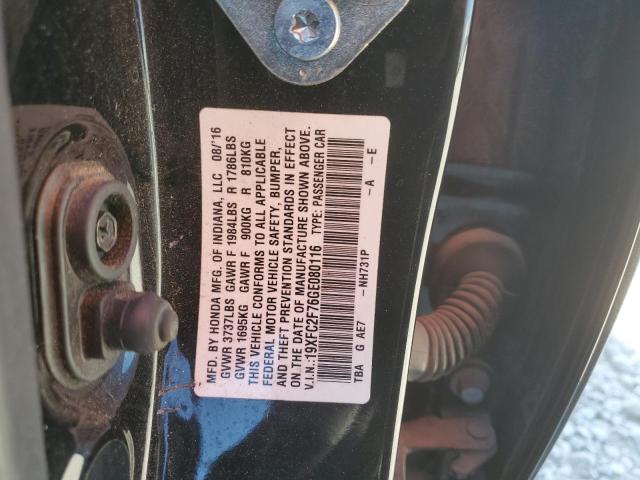 MFD. BY HONDA MFG. OF INDIANA, LLC 08/'16
GVWR 3737LBS GAWR F 1984LBS R 1786LBS
GVWR 1695KG GAWR F 900KG R 810KG
THIS VEHICLE CONFORMS TO ALL APPLICABLE
FEDERAL MOTOR VEHICLE SAFETY, BUMPER,
AND THEFT PREVENTION STANDARDS IN EFFECT
ON THE DATE OF MANUFACTURE SHOWN ABOVE.
V.I.N.:19XFC2F76GE080116 TYPE: PASSENGER CAR
TBA G AE7 -NH731P -A -E